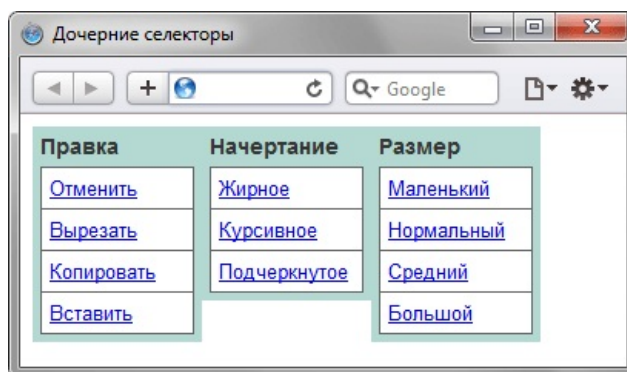 Дочерние селекторы
Google
Правка Начертание Размер
Отменить Жирное Маленький
Вырезать Курсивное Нормальный
Копировать Подчеркнутое Средний
Вставить Большой